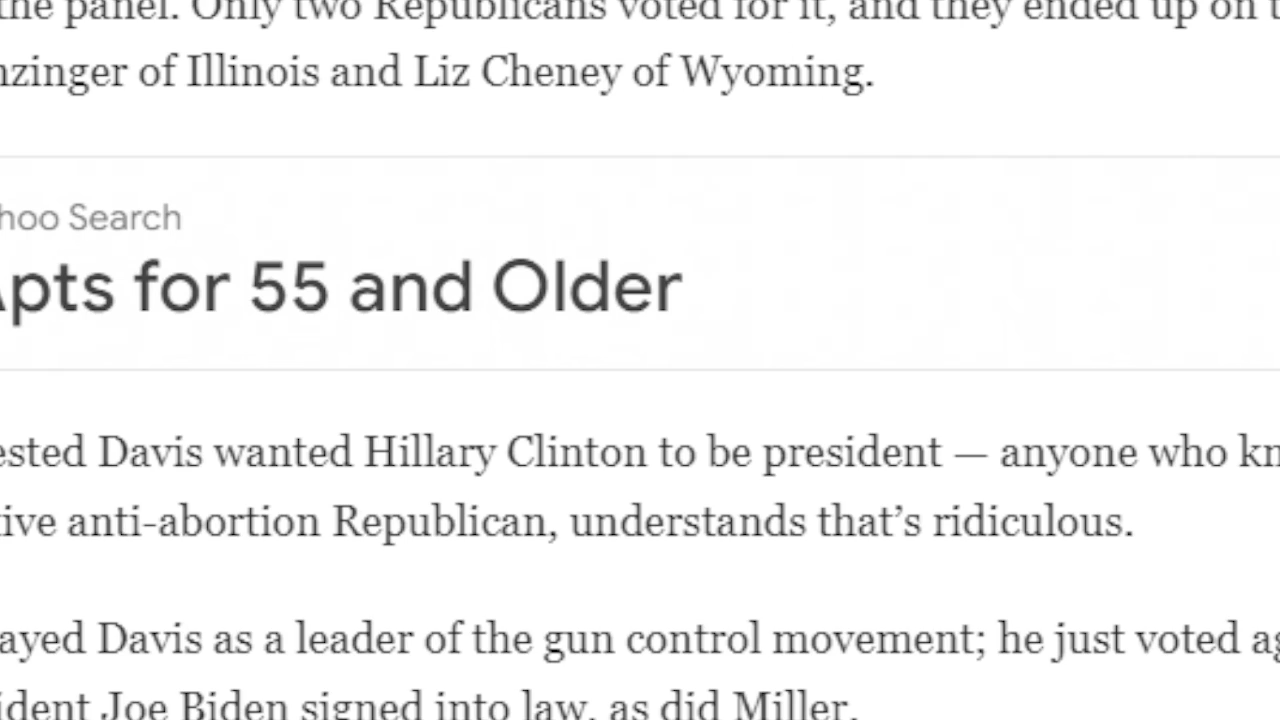 the panel. Only two Republicans voted for it, and they ended up on
nzinger of Illinois and Liz Cheney of Wyoming.
hoo Search
Apts for 55 and Older
ested Davis wanted Hillary Clinton to be president — anyone who kn
tive anti-abortion Republican, understands that’s ridiculous.
ayed Davis as a leader of the gun control movement; he just voted ag
ident Joe Biden signed into law, as did Miller.